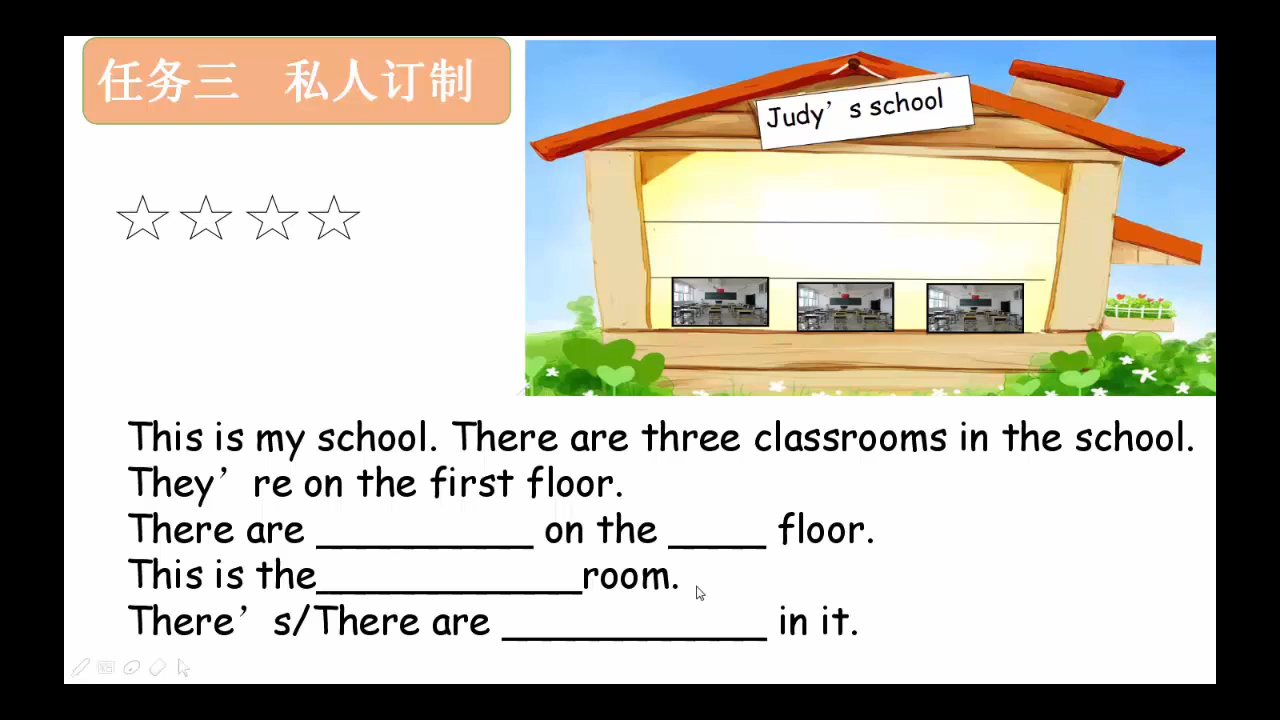 任务三 私人订制
Judy’s school
☆☆☆☆
This is my school. There are three classrooms in the school.
They’re on the first floor.
There are __________ on the ____ floor.
This is the____________room.
There’s/There are ____________ in it.